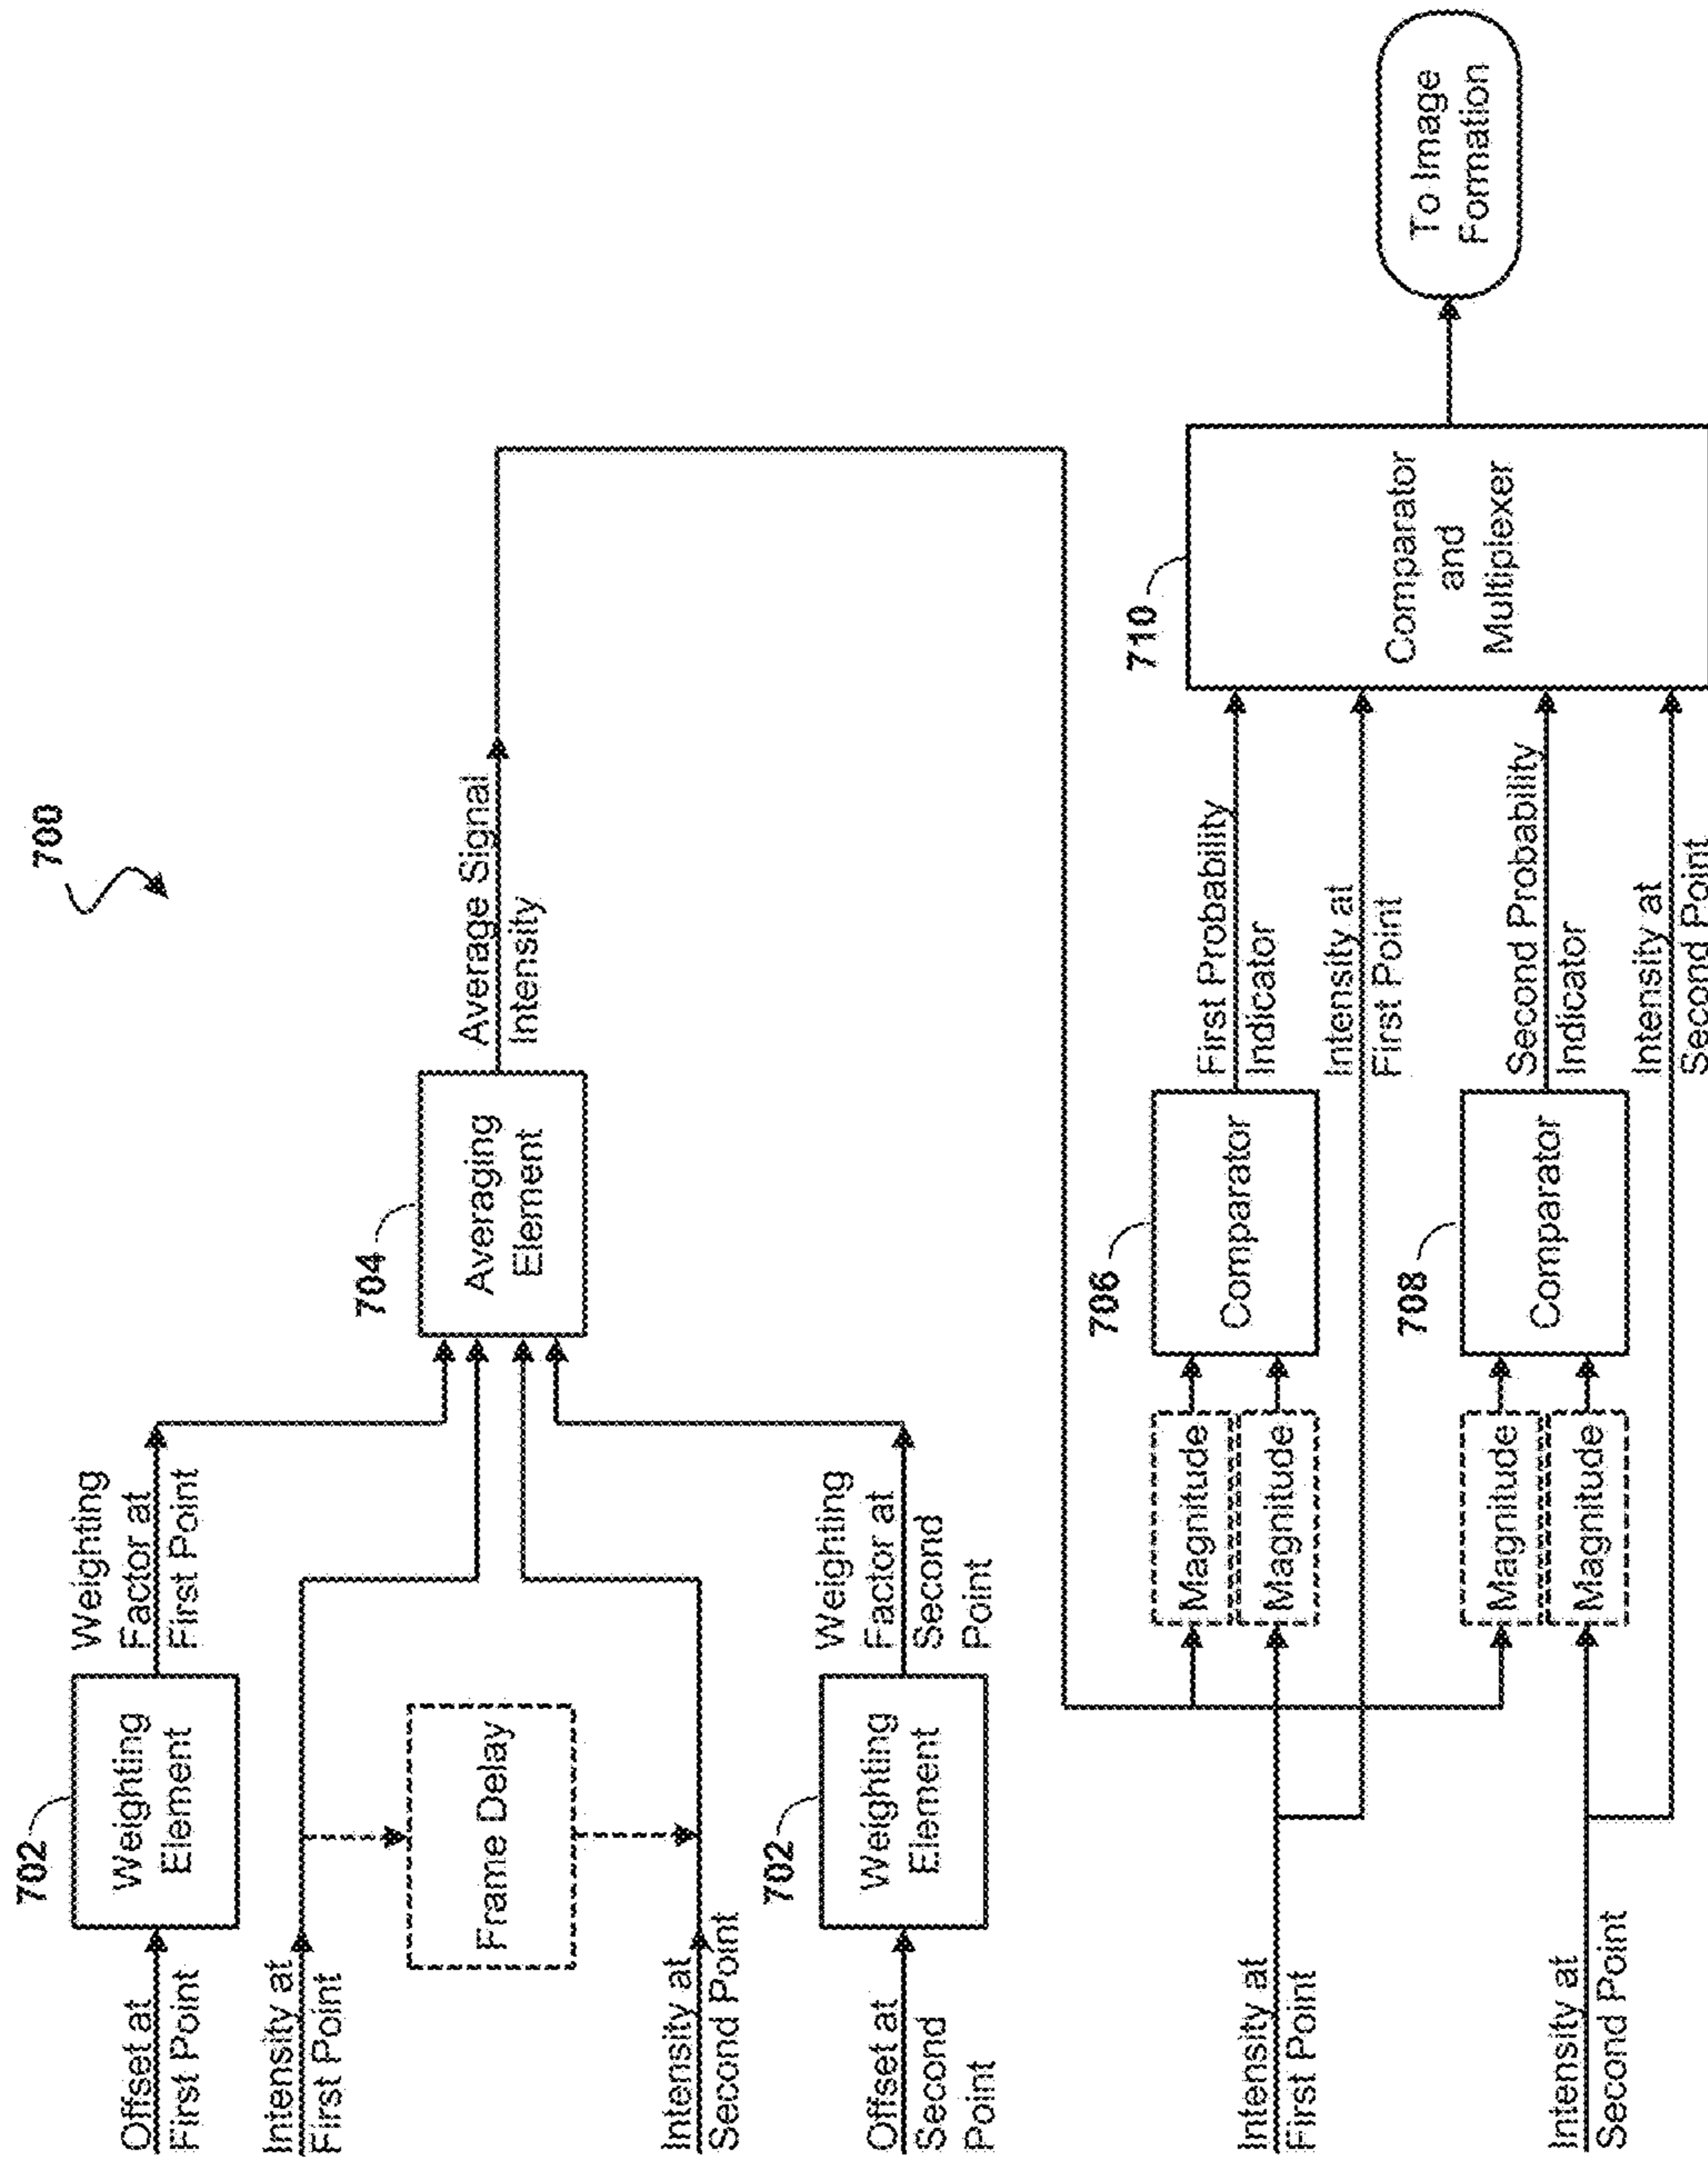 700
702
Weighting
Element
Offset at
First Point
Weighting
Factor at
First Point
Intensity at
First Point
Frame Delay
Intensity at
Second Point
702
Weighting
Element
Offset at
Second
Point
Weighting
Factor at
Second
Point
704
Averaging
Element
Average Signal
Intensity
Intensity at
First Point
Magnitude
Magnitude
706
Comparator
First Probability
Indicator
Intensity at
First Point
Intensity at
Second Point
Magnitude
Magnitude
708
Comparator
Second Probability
Indicator
Intensity at
Second Point
710
Comparator
and
Multiplexer
To Image
Formation